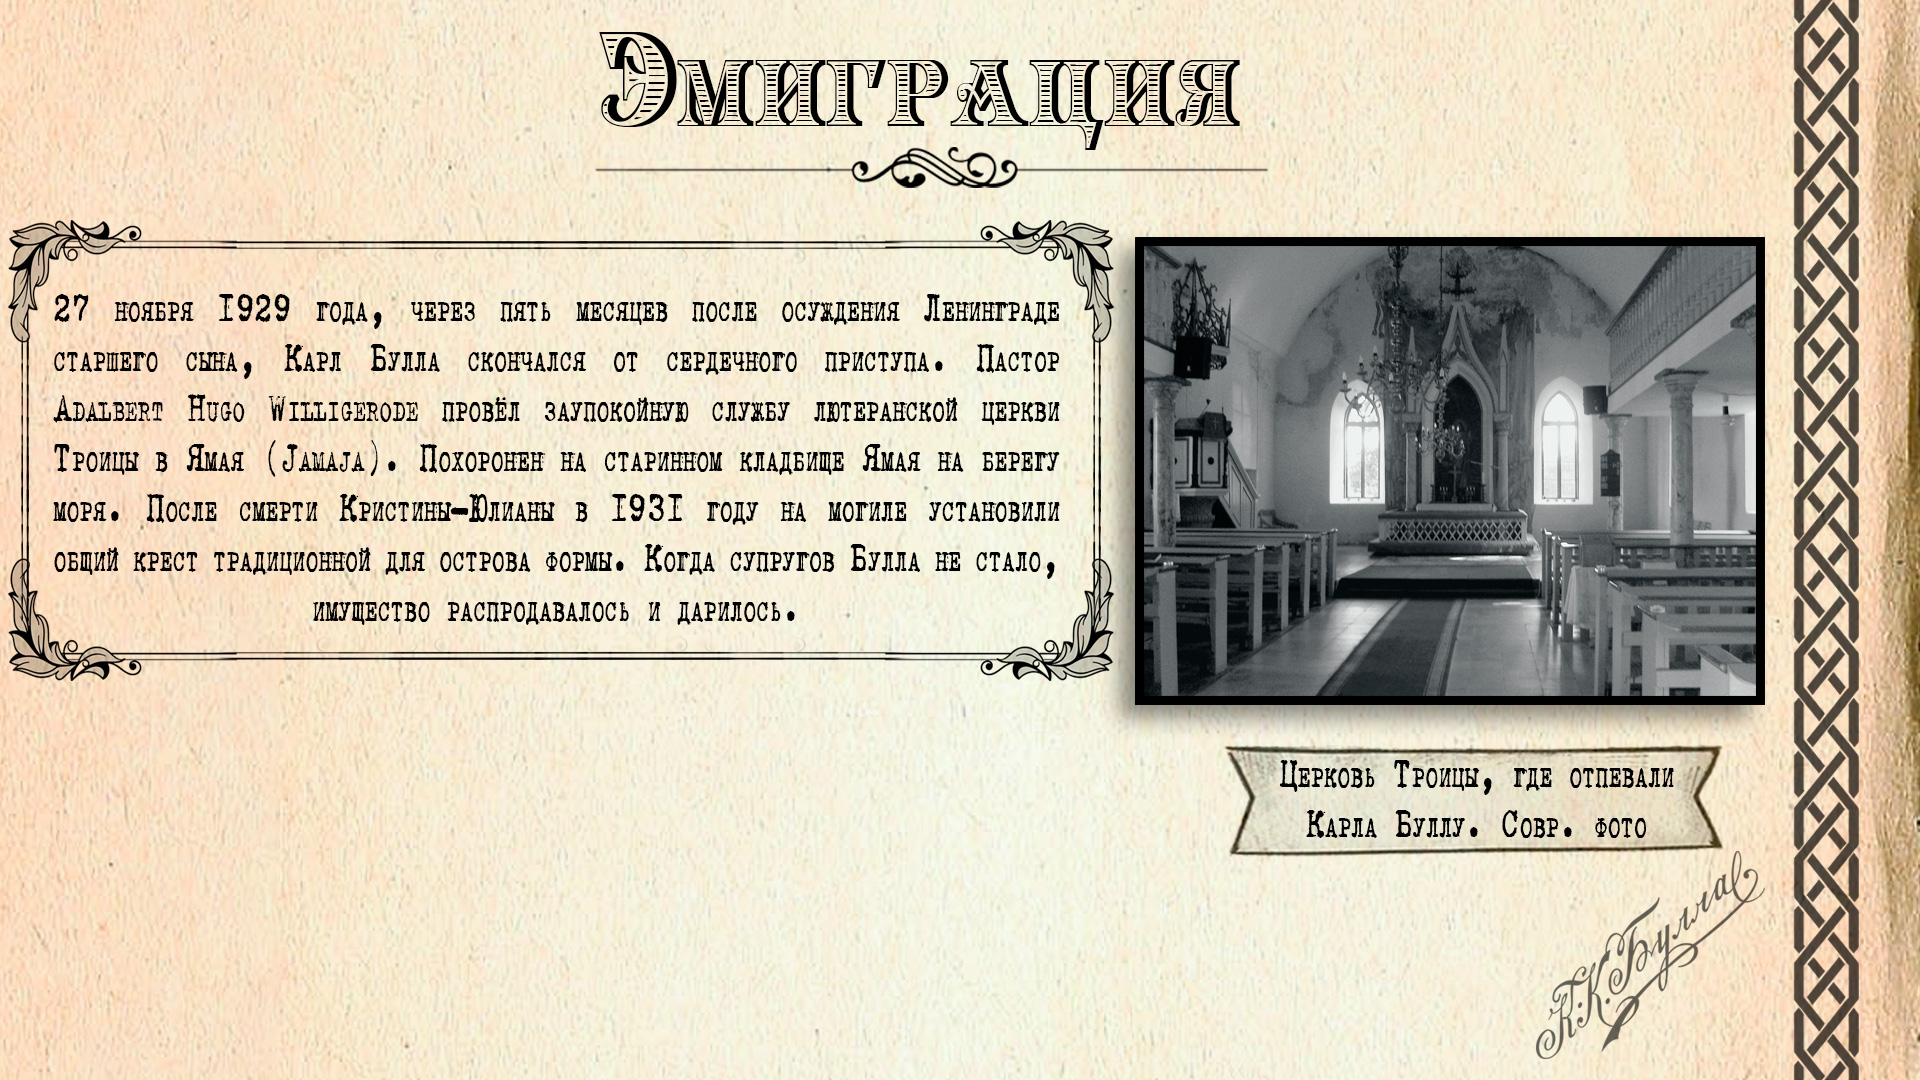 Эмиграция
27 ноября 1929 года, через пять месяцев после осуждения Ленинграде
старшего сына, Карл Булла скончался от сердечного приступа. Пастор
Adalbert Hugo Willigerode провёл заупокойную службу лютеранской церкви
Троицы в Ямая (Jamaja). Похоронен на старинном кладбище Ямая на берегу
моря. После смерти Кристины-Юлианы в 1931 году на могиле установили
общий крест традиционной для острова формы. Когда супругов Булла не стало,
имущество распродавалось и дарилось.
Церковь Троицы, где отпевали
Карла Буллу. Совр. фото
К.К.Булла